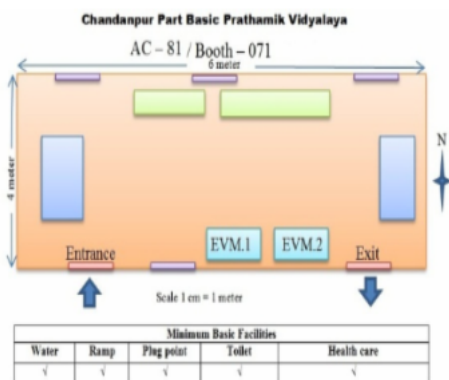 Chandanpur Part Basic Prathamik Vidyalaya
AC – 81 / Booth – 071
6 meter
4 meter
N
EVM.1 EVM.2
Entrance Exit
Scale 1 cm = 1 meter
Minimum Basic Facilities
Water Ramp Plug point Toilet Health care
√ √ √ √ √